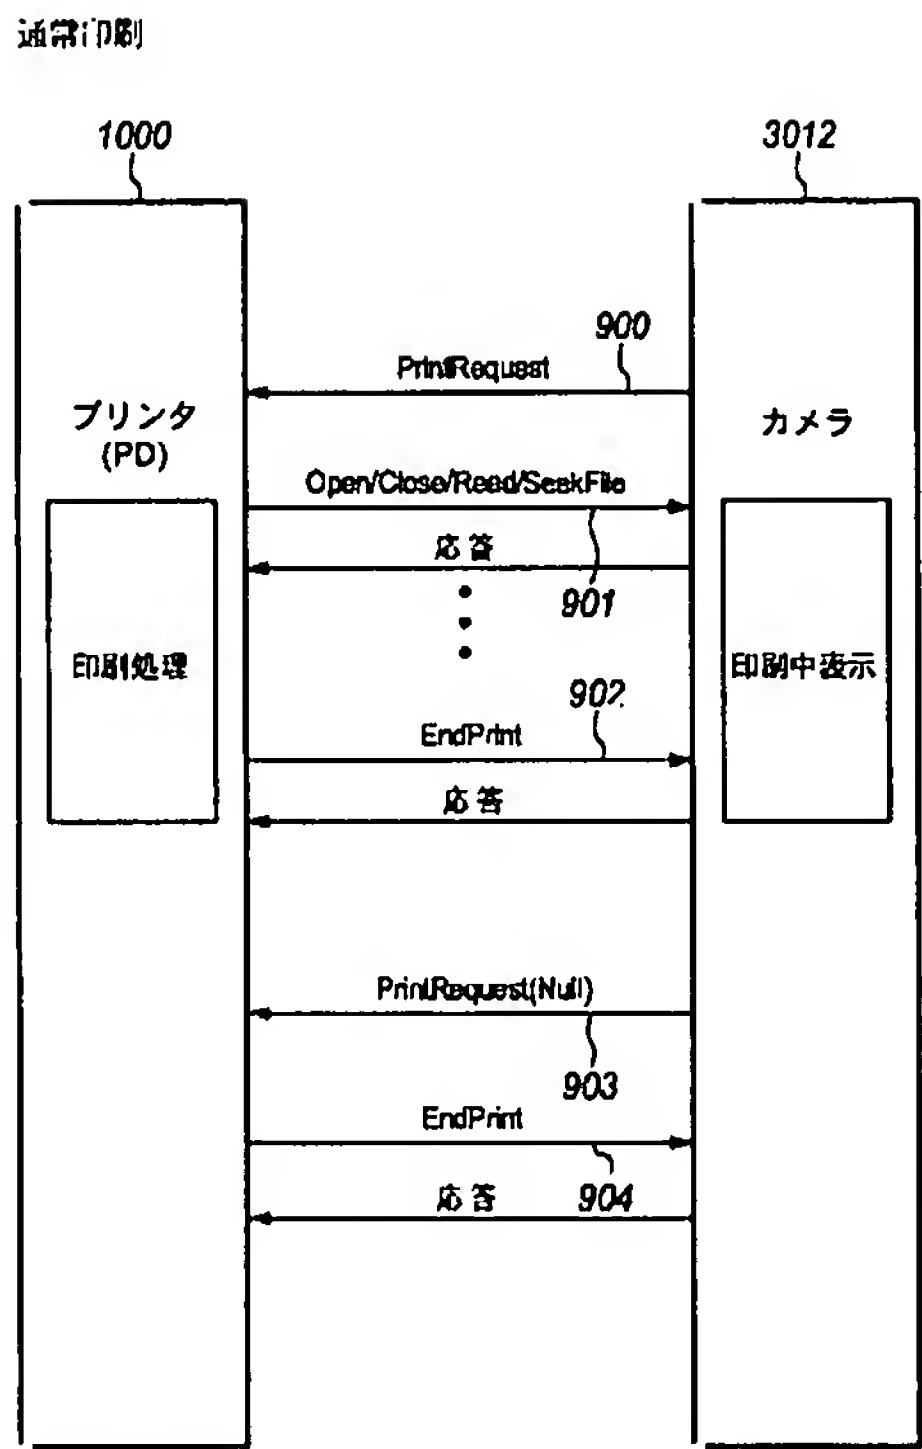 通常印刷
1000
3012
900
PrintRequest
プリンタ
(PD)
カメラ
Open/Close/Read/SeekFile
応答
901
印刷処理
印刷中表示
902
EndPrint
応答
PrintRequest(Null)
903
EndPrint
応答
904